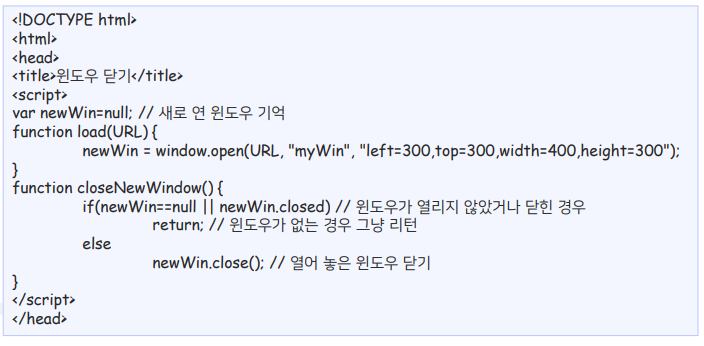 <!DOCTYPE html>
<html>
<head>
<title>윈도우 닫기</title>
<script>
var newWin=null; // 새로 연 윈도우 기억
function load(URL) {
newWin = window.open(URL, "myWin", "left=300,top=300,width=400,height=300");
}
function closeNewWindow() {
if(newWin==null || newWin.closed) // 윈도우가 열리지 않았거나 닫힌 경우
return; // 윈도우가 없는 경우 그냥 리턴
else
newWin.close(); // 열어 놓은 윈도우 닫기
}
</script>
</head>